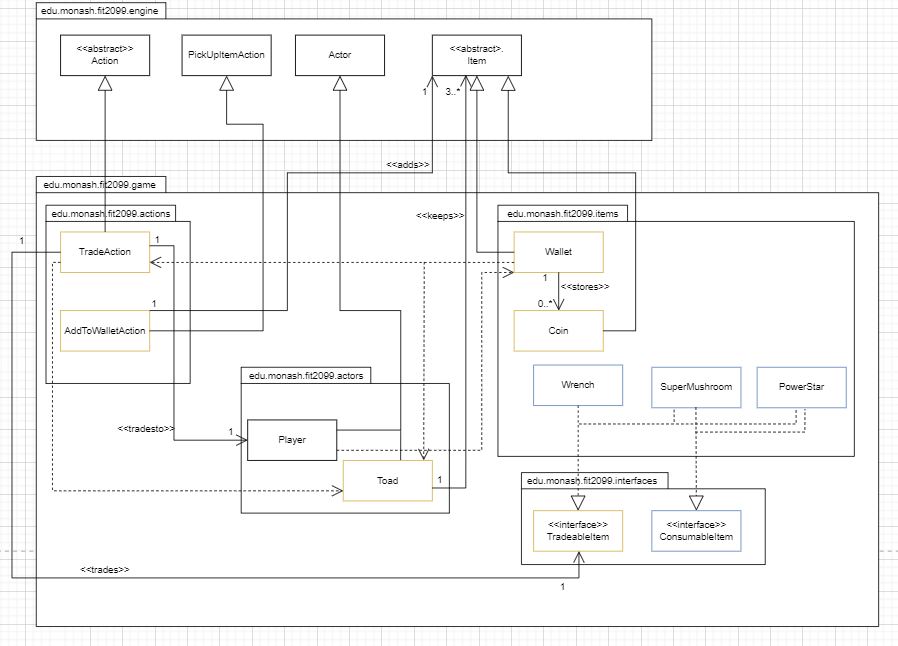 edu.monash.fit2099.engine
<<abstract>>
Action
PickUpItemAction
Actor
<<abstract>.
Item
1
3..*
<<adds>>
edu.monash.fit2099.game
edu.monash.fit2099.actions
<<keeps>>
edu.monash.fit2099.items
1
TradeAction
1
Wallet
1
<<stores>>
0..*
1
AddToWalletAction
Coin
edu.monash.fit2099.actors
Wrench
SuperMushroom
PowerStar
<<tradesto>>
1
Player
Toad
1
edu.monash.fit2099.interfaces
<<interface>>
TradeableItem
<<interface>>
ConsumableItem
<<trades>>
1